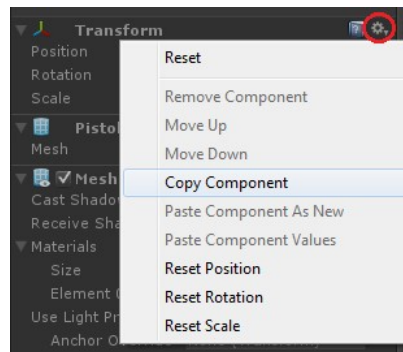 Transform
Position
Reset
Rotation
Scale
Remove Component
Pistol
Move Up
Mesh
Move Down
Mesh
Copy Component
Cast Shado
Receive Sha
Paste Component As New
Materials
Paste Component Values
Size
Reset Position
Element
Reset Rotation
Use Light Pr
Reset Scale
Anchor O